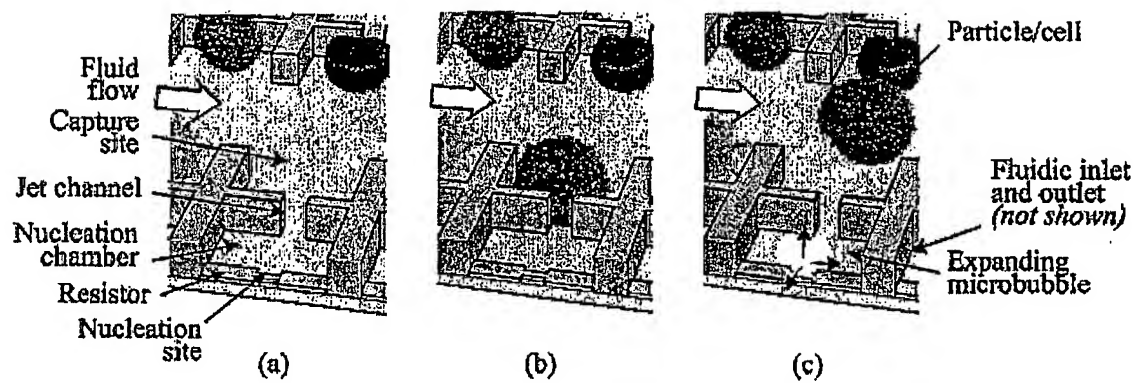 Fluid
flow
Capture
site
Jet channel
Nucleation
chamber
Resistor
Nucleation
site
Particle/cell
Fluidic inlet
and outlet
(not shown)
Expanding
microbubble
(a)
(b)
(c)